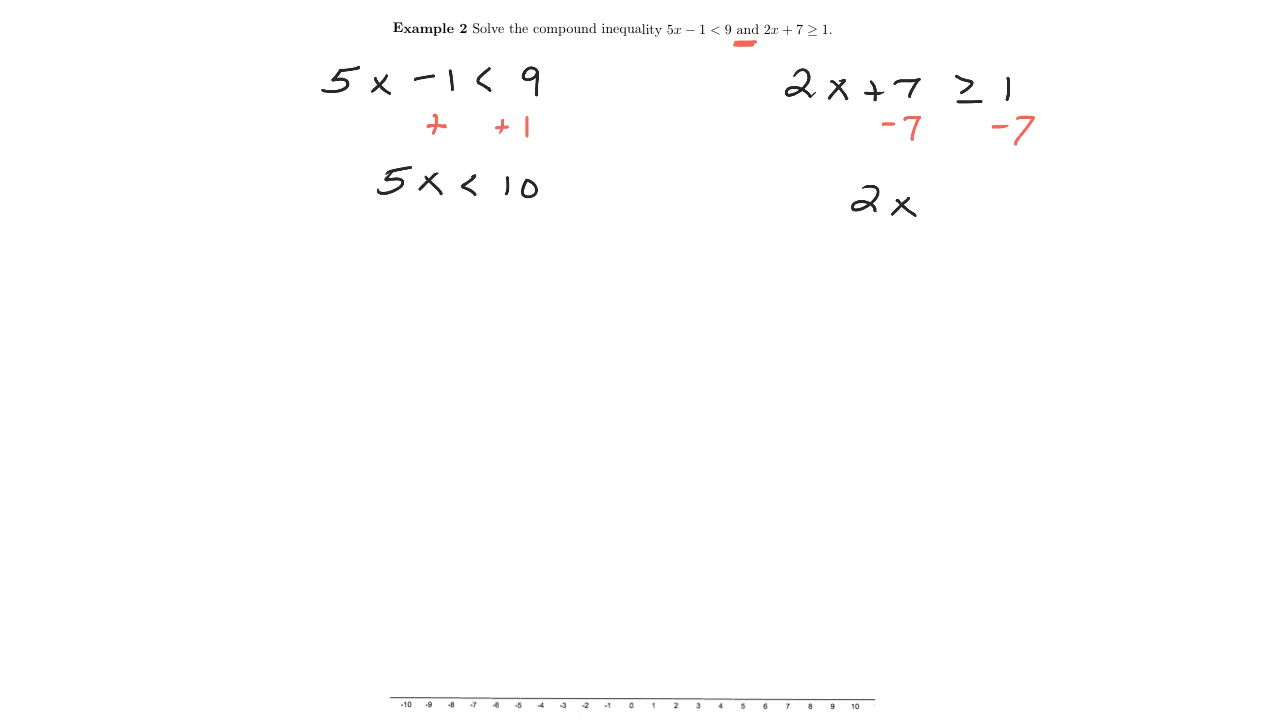 Example 2 Solve the compound inequality 5x − 1 < 9 and 2x + 7 ≥ 1.
5x - 1 < 9
2x + 7 ≥ 1
+ +1
-7 -7
5x < 10
2x
-10 -9 -8 -7 -6 -5 -4 -3 -2 -1 0 1 2 3 4 5 6 7 8 9 10